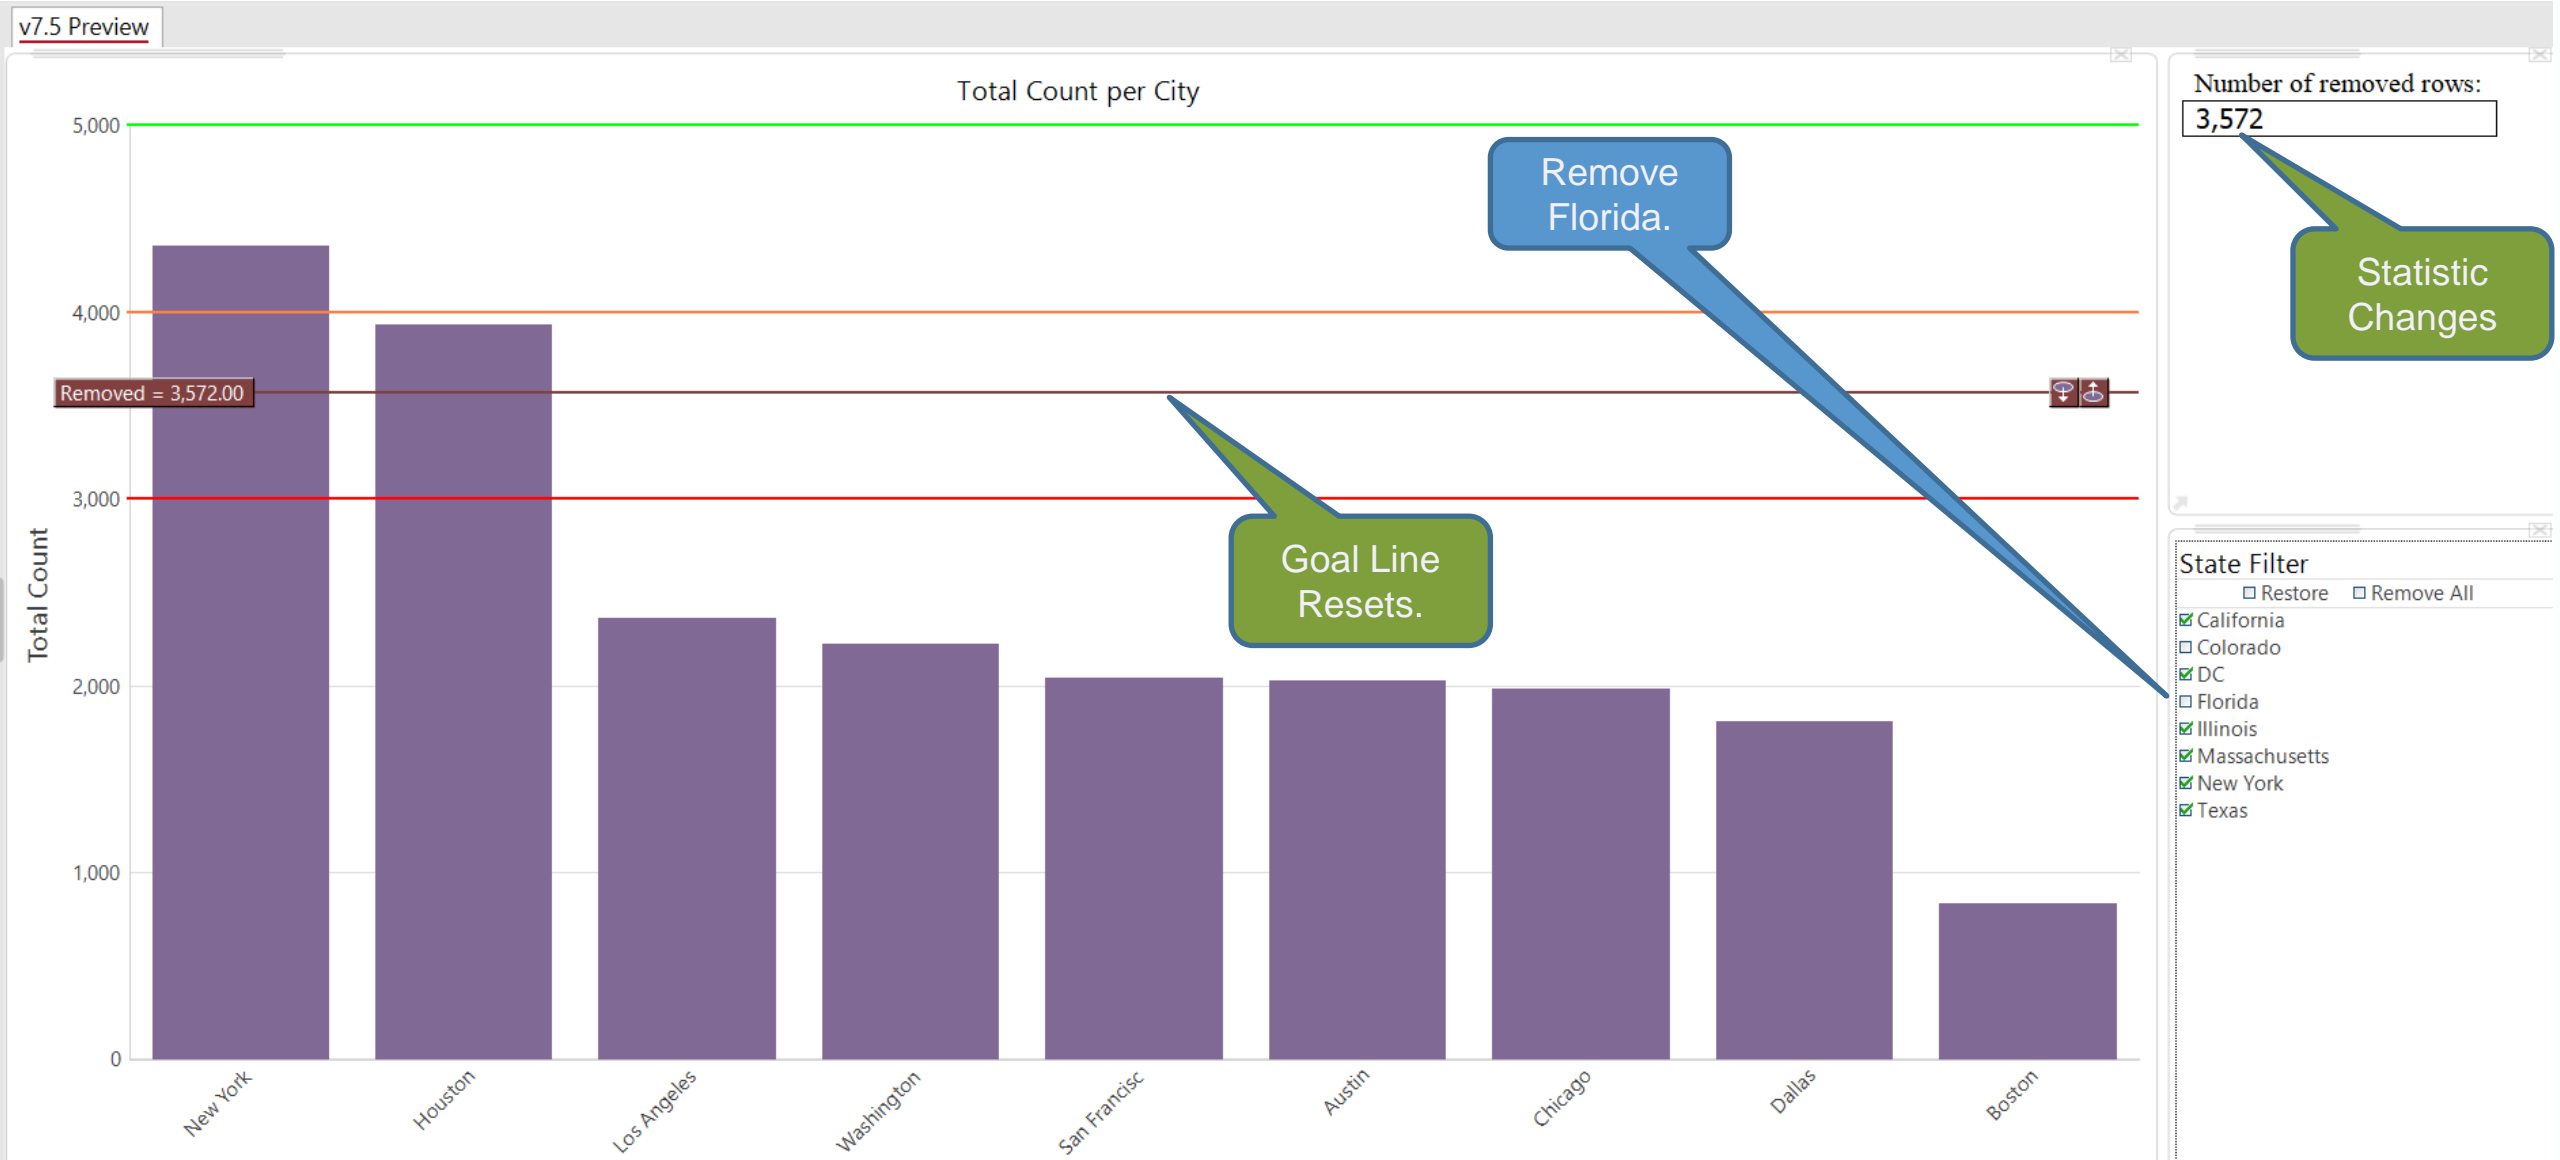 v7.5 Preview
Total Count per City
5,000
4,000
3,000
2,000
1,000
0
Total Count
Removed = 3,572.00
New York
Houston
Los Angeles
Washington
San Francisc
Austin
Chicago
Dallas
Boston
Remove
Florida.
Goal Line
Resets.
Number of removed rows:
3,572
Statistic
Changes
State Filter
Restore Remove All
California
Colorado
DC
Florida
Illinois
Massachusetts
New York
Texas